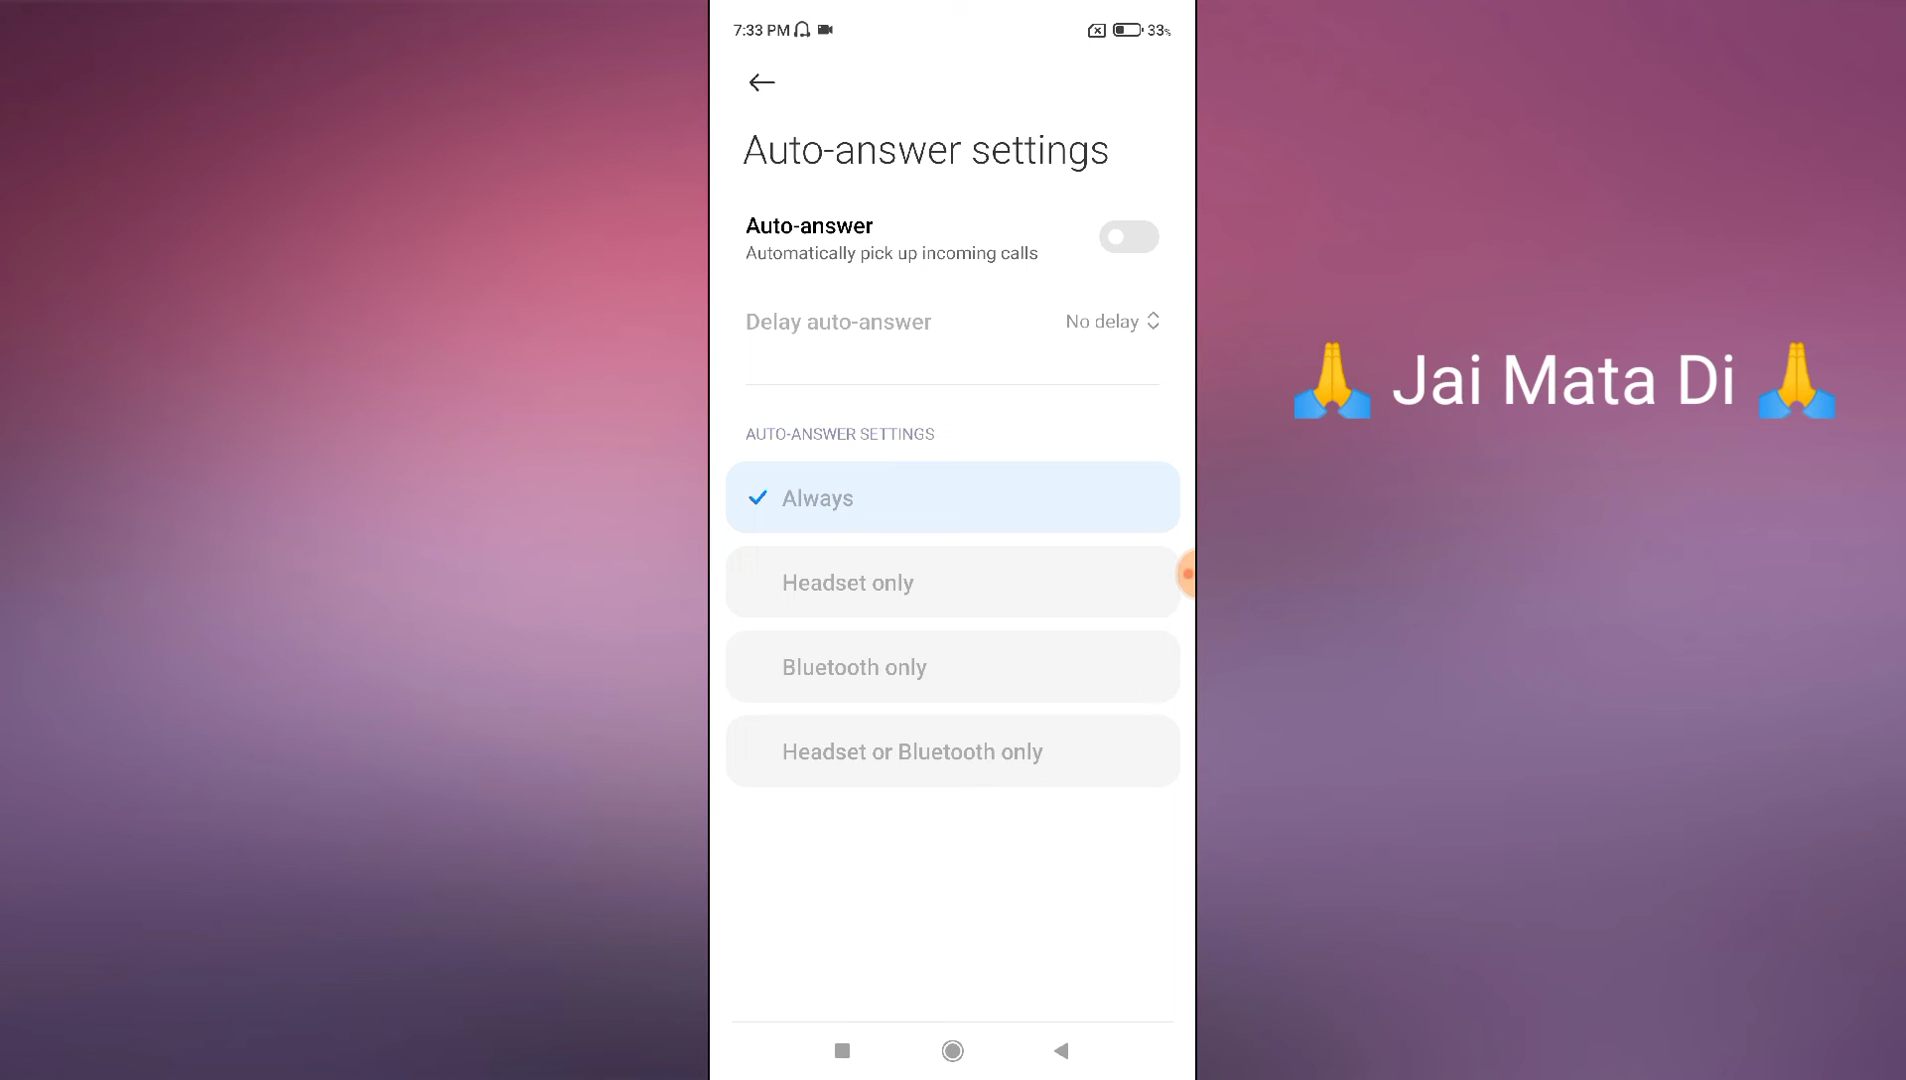 7:33 PM
33%
Auto-answer settings
Auto-answer
Automatically pick up incoming calls
Delay auto-answer
No delay
🙏 Jai Mata Di 🙏
AUTO-ANSWER SETTINGS
Always
Headset only
Bluetooth only
Headset or Bluetooth only